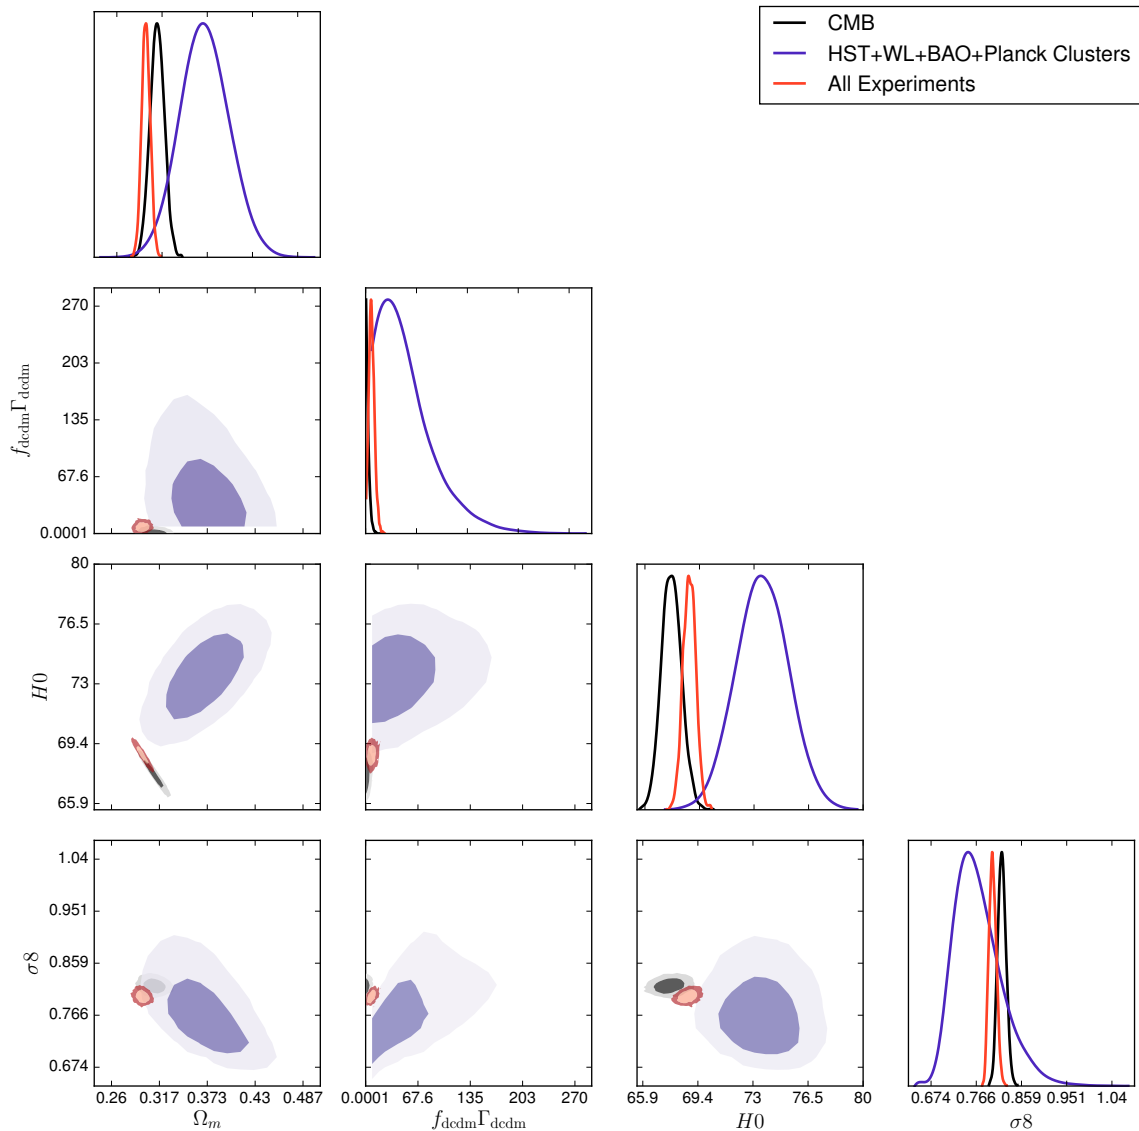 CMB
HST+WL+BAO+Planck Clusters
All Experiments
270
203
135
67.6
0.0001
f_dcdm Γ_dcdm
80
76.5
73
69.4
65.9
H0
80
1.04
0.951
0.859
0.766
0.674
σ8
0.26 0.317 0.373 0.43 0.487
Ω_m
0.0001 67.6 135 203 270
f_dcdm Γ_dcdm
65.9 69.4 73 76.5 80
H0
0.674 0.766 0.859 0.951 1.04
σ8